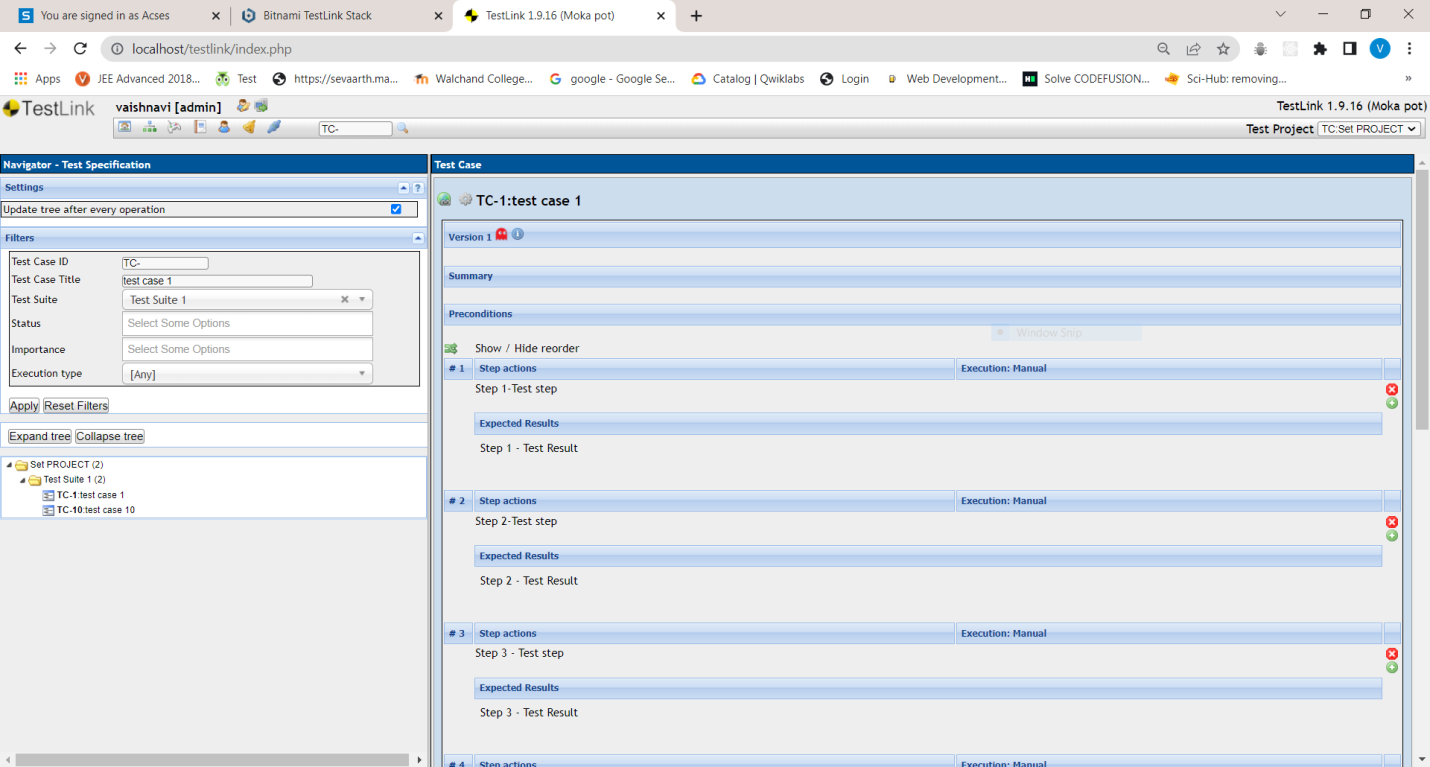 You are signed in as Acses
Bitnami TestLink Stack
TestLink 1.9.16 (Moka pot)
localhost/testlink/index.php
V
Apps
JEE Advanced 2018...
Test
https://sevaarth.ma...
Walchand College...
google - Google Se...
Catalog | Qwiklabs
Login
Web Development...
Solve CODEFUSION...
Sci-Hub: removing...
»
TestLink
vaishnavi [admin]
TestLink 1.9.16 (Moka pot)
TC-
Test Project TC:Set PROJECT
Navigator - Test Specification
Settings
?
Update tree after every operation
Filters
Test Case ID TC-
Test Case Title test case 1
Test Suite Test Suite 1
Status Select Some Options
Importance Select Some Options
Execution type [Any]
Apply Reset Filters
Expand tree Collapse tree
Set PROJECT (2)
Test Suite 1 (2)
TC-1:test case 1
TC-10:test case 10
Test Case
TC-1:test case 1
Version 1
Summary
Preconditions
Window Snip
Show / Hide reorder
# 1 Step actions Execution: Manual
Step 1-Test step
Expected Results
Step 1 - Test Result
# 2 Step actions Execution: Manual
Step 2-Test step
Expected Results
Step 2 - Test Result
# 3 Step actions Execution: Manual
Step 3 - Test step
Expected Results
Step 3 - Test Result
# 4 Step actions Execution: Manual